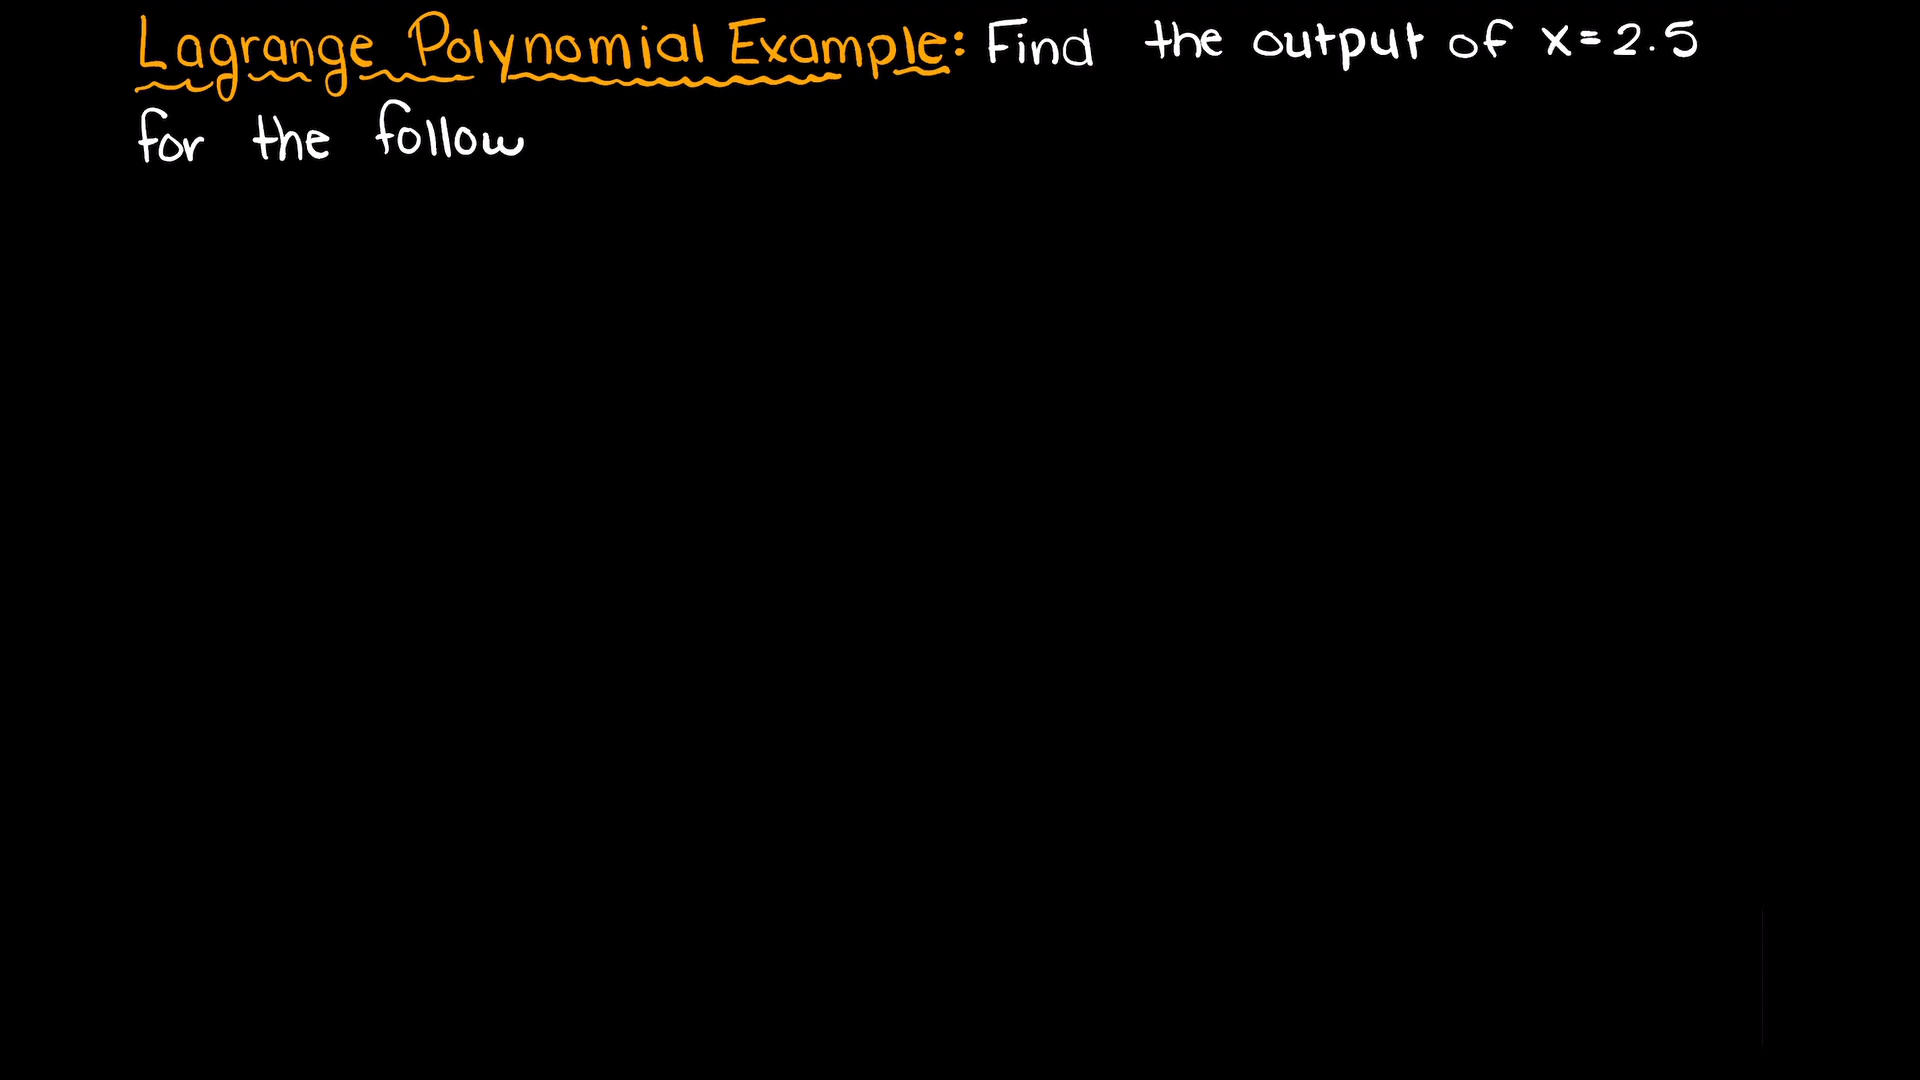 Lagrange Polynomial Example: Find the output of x=2.5
for the follow